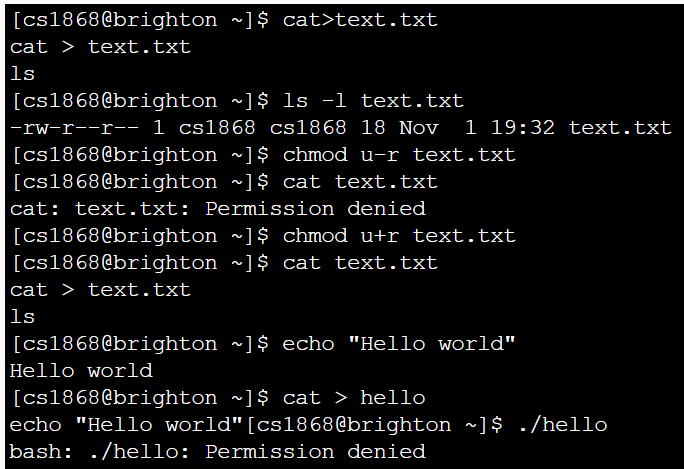 [cs1868@brighton ~]$ cat>text.txt
cat > text.txt
ls
[cs1868@brighton ~]$ ls -l text.txt
-rw-r--r-- 1 cs1868 cs1868 18 Nov  1 19:32 text.txt
[cs1868@brighton ~]$ chmod u-r text.txt
[cs1868@brighton ~]$ cat text.txt
cat: text.txt: Permission denied
[cs1868@brighton ~]$ chmod u+r text.txt
[cs1868@brighton ~]$ cat text.txt
cat > text.txt
ls
[cs1868@brighton ~]$ echo "Hello world"
Hello world
[cs1868@brighton ~]$ cat > hello
echo "Hello world"[cs1868@brighton ~]$ ./hello
bash: ./hello: Permission denied